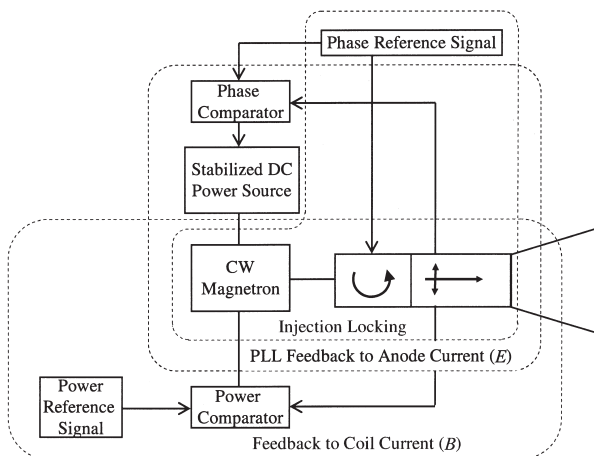 Phase Reference Signal
Phase
Comparator
Stabilized DC
Power Source
CW
Magnetron
Injection Locking
PLL Feedback to Anode Current (E)
Power
Reference
Signal
Power
Comparator
Feedback to Coil Current (B)